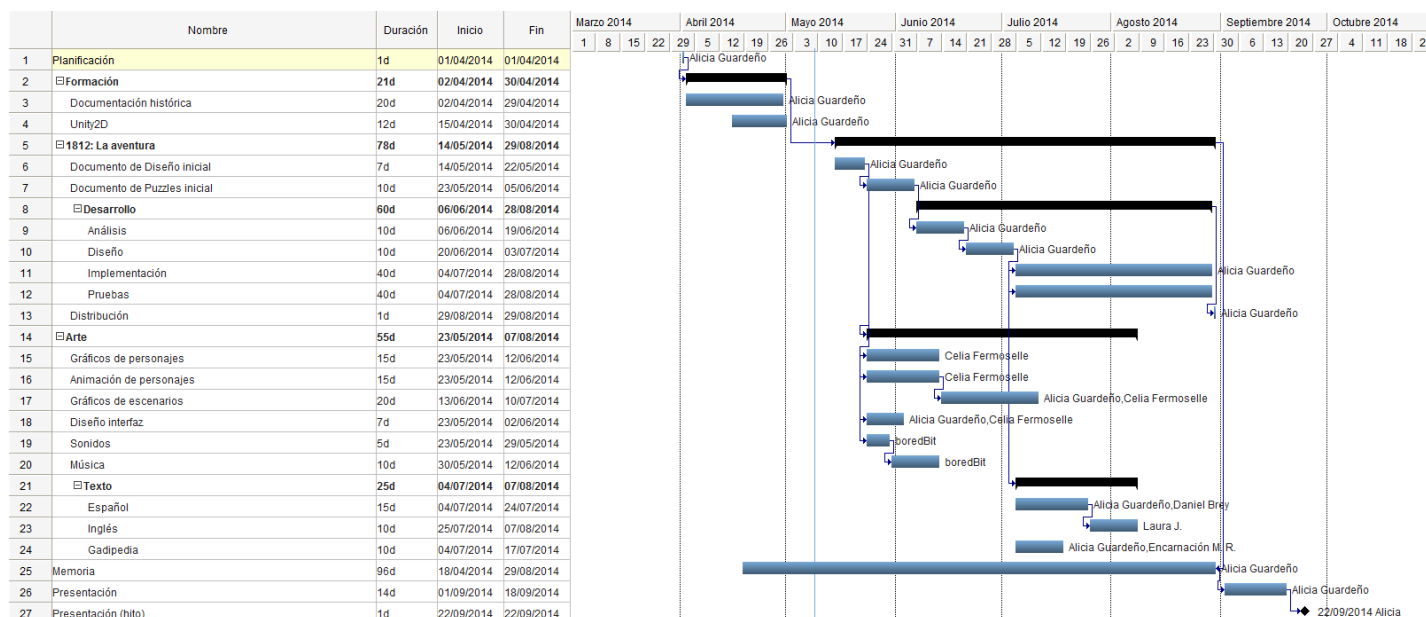 Nombre Duración Inicio Fin Marzo 2014 Abril 2014 Mayo 2014 Junio 2014 Julio 2014 Agosto 2014 Septiembre 2014 Octubre 2014
1 8 15 22 29 5 12 19 26 3 10 17 24 31 7 14 21 28 5 12 19 26 2 9 16 23 30 6 13 20 27 4 11 18
1 Planificación 1d 01/04/2014 01/04/2014 Alicia Guardeño
2 Formación 21d 02/04/2014 30/04/2014
3 Documentación histórica 20d 02/04/2014 29/04/2014 Alicia Guardeño
4 Unity2D 12d 15/04/2014 30/04/2014 Alicia Guardeño
5 1812: La aventura 78d 14/05/2014 29/08/2014
6 Documento de Diseño inicial 7d 14/05/2014 22/05/2014 Alicia Guardeño
7 Documento de Puzzles inicial 10d 23/05/2014 05/06/2014 Alicia Guardeño
8 Desarrollo 60d 06/06/2014 28/08/2014
9 Análisis 10d 06/06/2014 19/06/2014 Alicia Guardeño
10 Diseño 10d 20/06/2014 03/07/2014 Alicia Guardeño
11 Implementación 40d 04/07/2014 28/08/2014 Alicia Guardeño
12 Pruebas 40d 04/07/2014 28/08/2014
13 Distribución 1d 29/08/2014 29/08/2014 Alicia Guardeño
14 Arte 55d 23/05/2014 07/08/2014
15 Gráficos de personajes 15d 23/05/2014 12/06/2014 Celia Fermoselle
16 Animación de personajes 15d 23/05/2014 12/06/2014 Celia Fermoselle
17 Gráficos de escenarios 20d 13/06/2014 10/07/2014 Alicia Guardeño,Celia Fermoselle
18 Diseño interfaz 7d 23/05/2014 02/06/2014 Alicia Guardeño,Celia Fermoselle
19 Sonidos 5d 23/05/2014 29/05/2014 boredBit
20 Música 10d 30/05/2014 12/06/2014 boredBit
21 Texto 25d 04/07/2014 07/08/2014
22 Español 15d 04/07/2014 24/07/2014 Alicia Guardeño,Daniel Brey
23 Inglés 10d 25/07/2014 07/08/2014 Laura J.
24 Gadipedia 10d 04/07/2014 17/07/2014 Alicia Guardeño,Encarnación M. R.
25 Memoria 96d 18/04/2014 29/08/2014 Alicia Guardeño
26 Presentación 14d 01/09/2014 18/09/2014 Alicia Guardeño
27 Presentación (hito) 1d 22/09/2014 22/09/2014 22/09/2014 Alicia